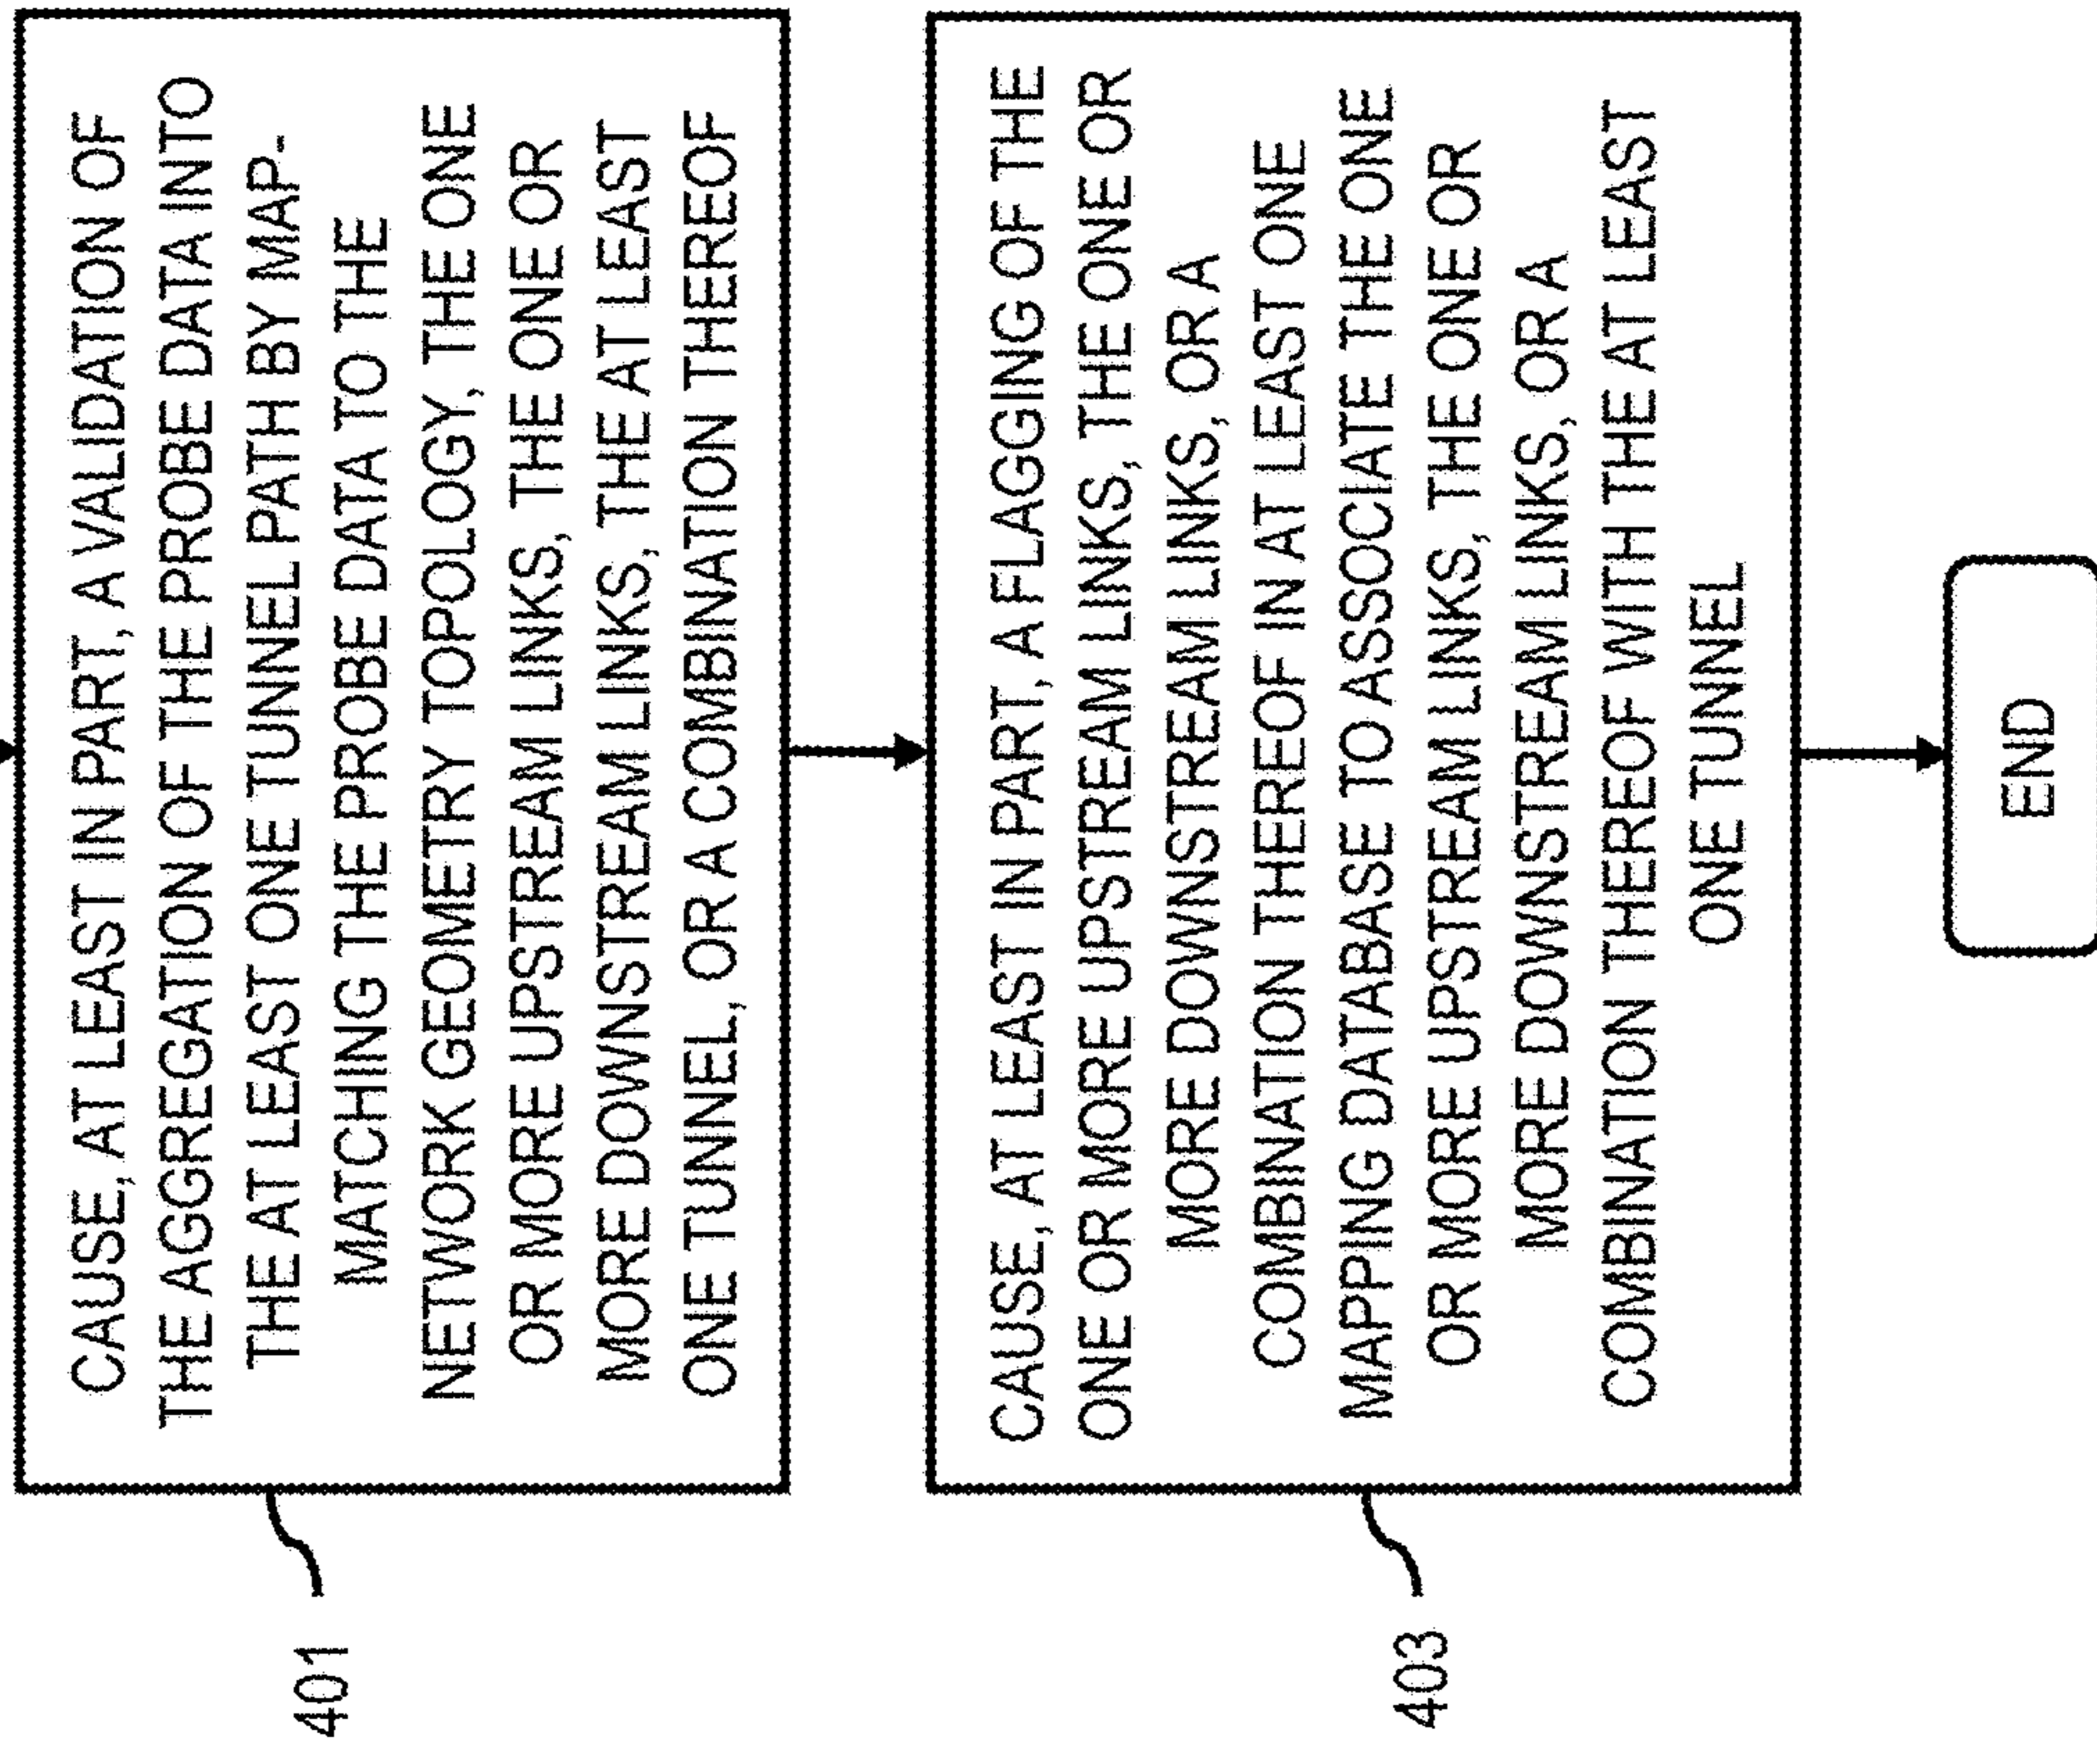 CAUSE, AT LEAST IN PART, A VALIDATION OF
THE AGGREGATION OF THE PROBE DATA INTO
THE AT LEAST ONE TUNNEL PATH BY MAP-
MATCHING THE PROBE DATA TO THE
NETWORK GEOMETRY TOPOLOGY, THE ONE
OR MORE UPSTREAM LINKS, THE ONE OR
MORE DOWNSTREAM LINKS, THE AT LEAST
ONE TUNNEL, OR A COMBINATION THEREOF
401
CAUSE, AT LEAST IN PART, A FLAGGING OF THE
ONE OR MORE UPSTREAM LINKS, THE ONE OR
MORE DOWNSTREAM LINKS, OR A
COMBINATION THEREOF IN AT LEAST ONE
MAPPING DATABASE TO ASSOCIATE THE ONE
OR MORE UPSTREAM LINKS, THE ONE OR
MORE DOWNSTREAM LINKS, OR A
COMBINATION THEREOF WITH THE AT LEAST
ONE TUNNEL
403
END